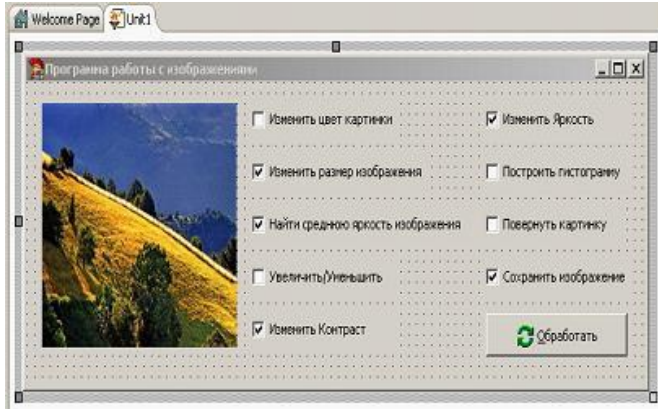 Welcome Page Unit1
Программа работы с изображениями
Изменить цвет картинки
Изменить Яркость
Изменить размер изображения
Построить гистограмму
Найти среднюю яркость изображения
Повернуть картинку
Увеличить/Уменьшить
Сохранить изображение
Изменить Контраст
Обработать